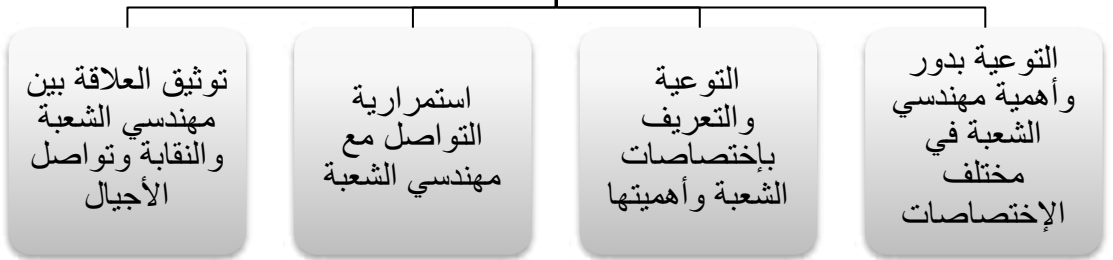 التوعية بدور
وأهمية مهندسي
الشعبة في
مختلف
الإختصاصات
التوعية
والتعريف
بإختصاصات
الشعبة وأهميتها
استمرارية
التواصل مع
مهندسي الشعبة
توثيق العلاقة بين
مهندسي الشعبة
والنقابة وتواصل
الأجيال